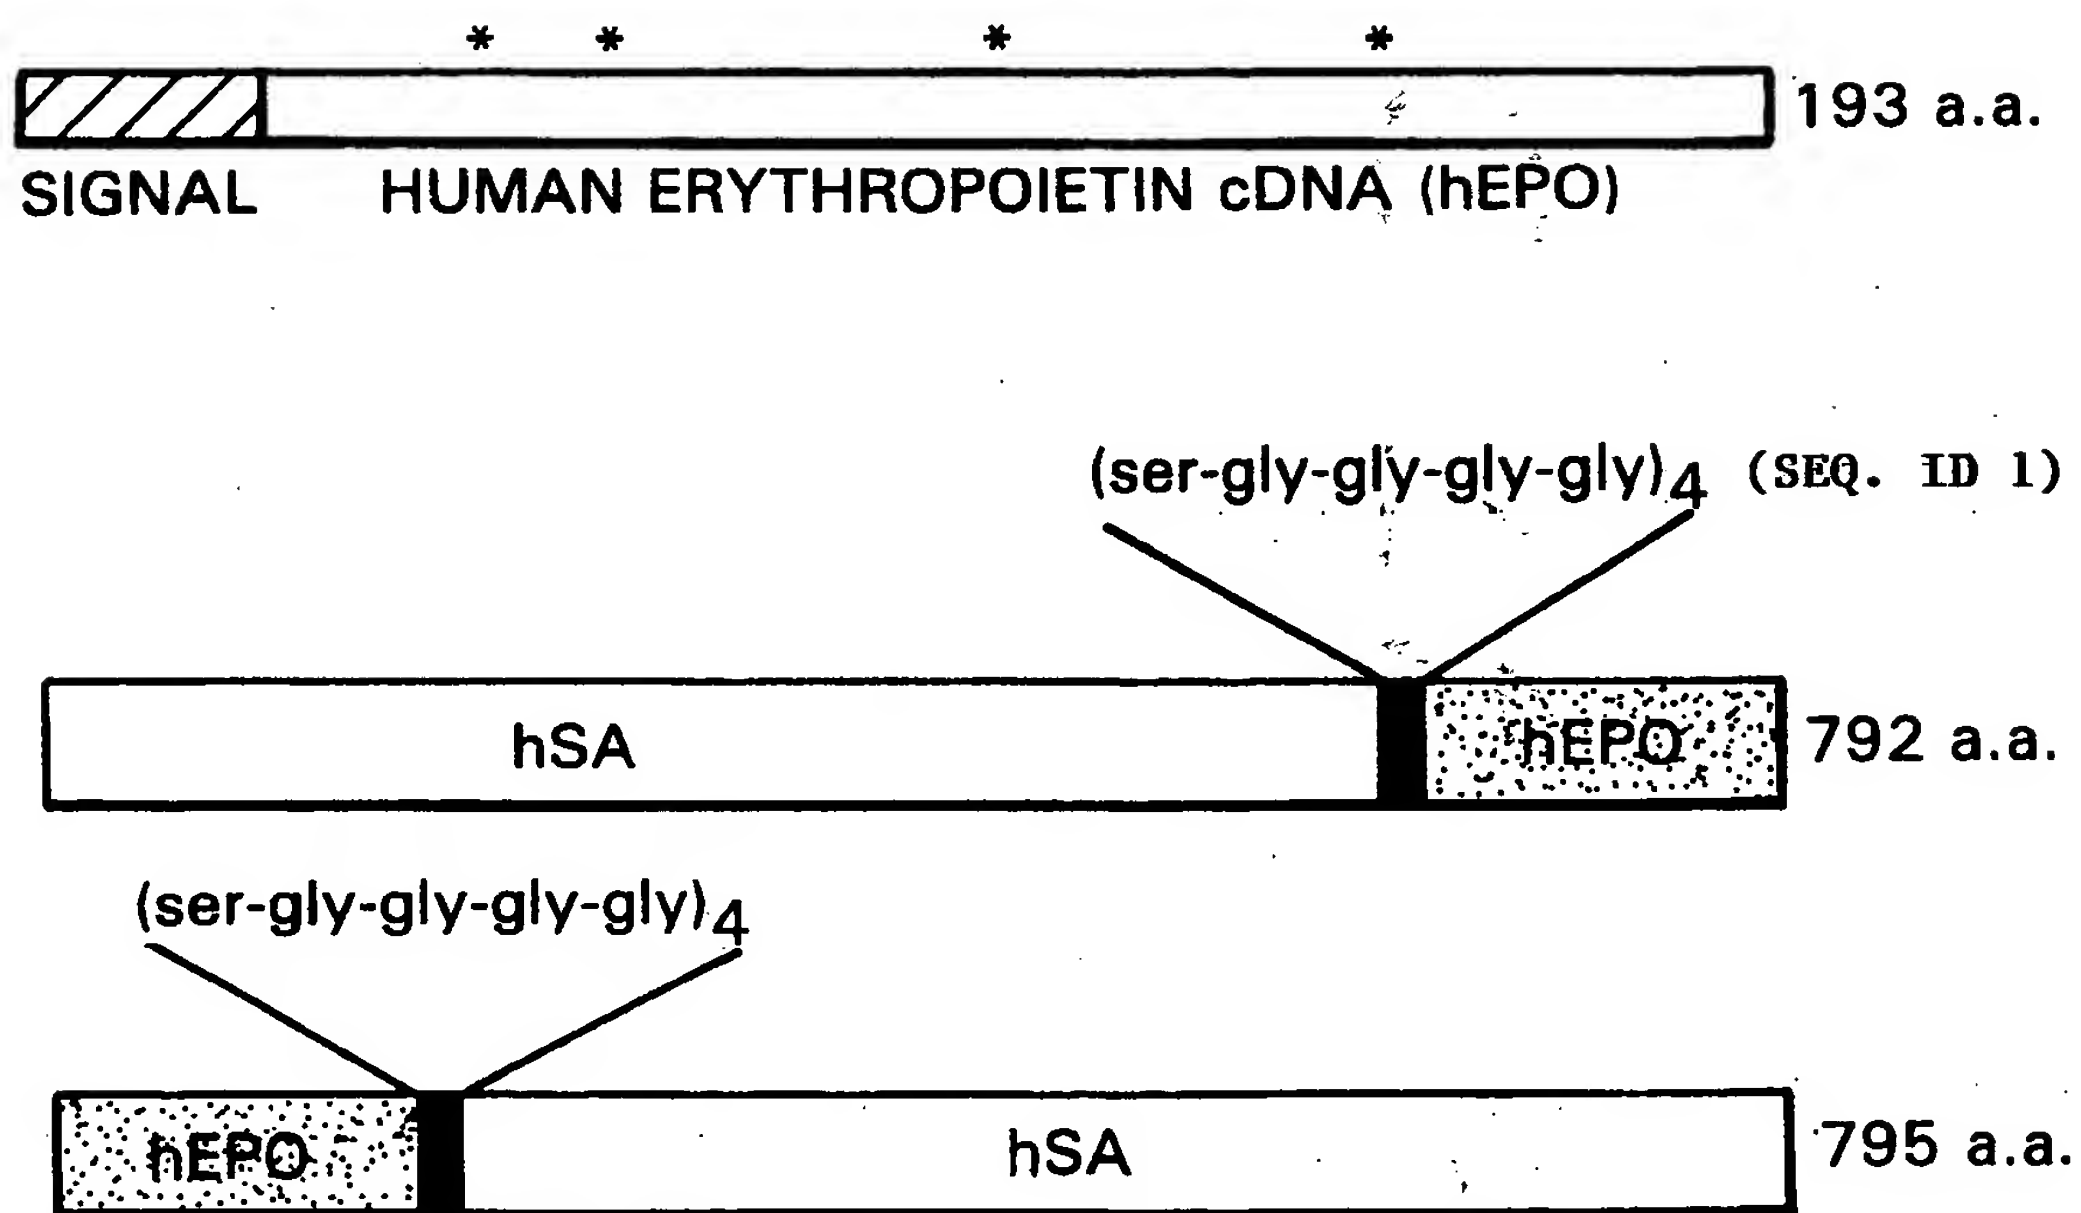 * * * *
193 a.a.
SIGNAL HUMAN ERYTHROPOIETIN cDNA (hEPO)
(ser-gly-gly-gly-gly)4 (SEQ. ID 1)
hSA hEPO 792 a.a.
(ser-gly-gly-gly-gly)4
hEPO hSA 795 a.a.